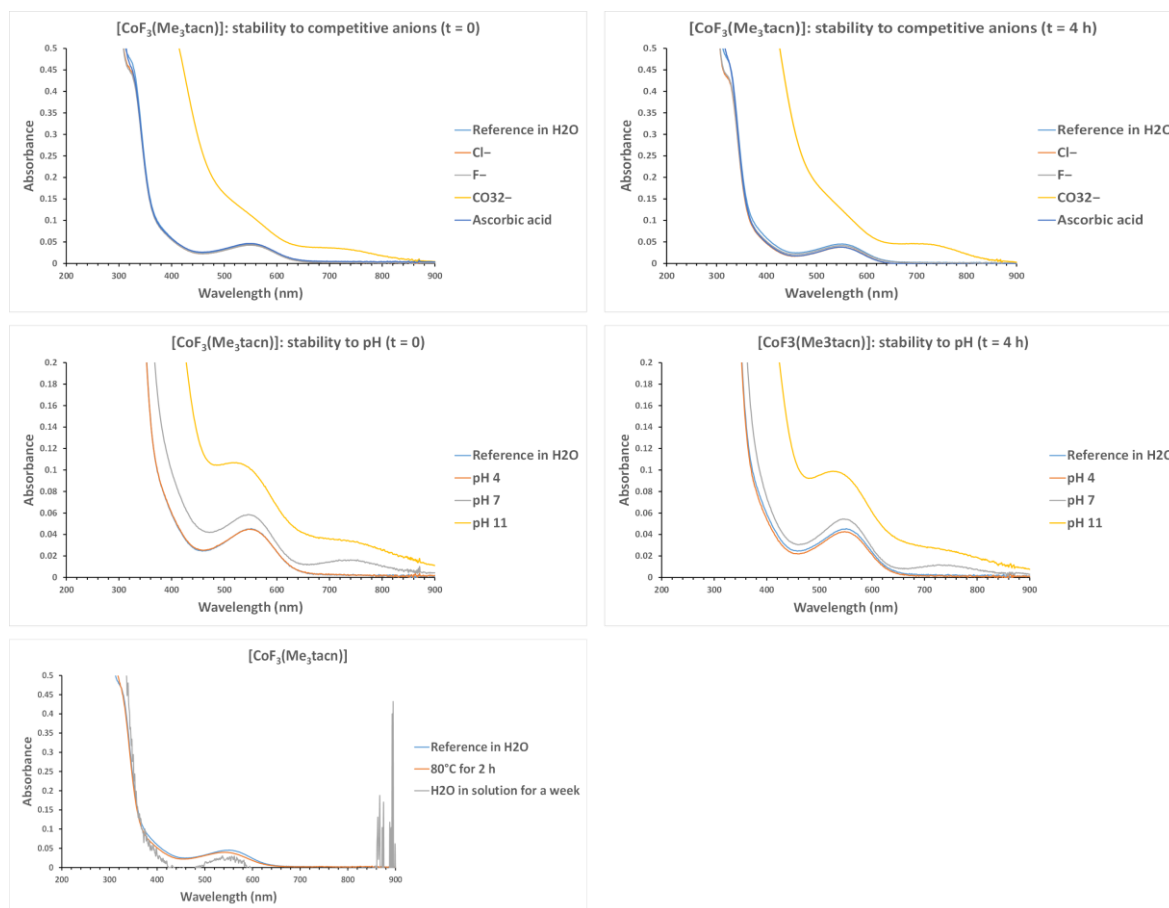 [CoF₃(Me₃tacn)]: stability to competitive anions (t = 0)
0.5
0.45
0.4
0.35
0.3
0.25
0.2
0.15
0.1
0.05
0
Absorbance
200 300 400 500 600 700 800 900
Wavelength (nm)
Reference in H2O
Cl–
F–
CO32–
Ascorbic acid
[CoF₃(Me₃tacn)]: stability to competitive anions (t = 4 h)
0.5
0.45
0.4
0.35
0.3
0.25
0.2
0.15
0.1
0.05
0
Absorbance
200 300 400 500 600 700 800 900
Wavelength (nm)
Reference in H2O
Cl–
F–
CO32–
Ascorbic acid
[CoF₃(Me₃tacn)]: stability to pH (t = 0)
0.2
0.18
0.16
0.14
0.12
0.1
0.08
0.06
0.04
0.02
0
Absorbance
200 300 400 500 600 700 800 900
Wavelength (nm)
Reference in H2O
pH 4
pH 7
pH 11
[CoF3(Me3tacn)]: stability to pH (t = 4 h)
0.2
0.18
0.16
0.14
0.12
0.1
0.08
0.06
0.04
0.02
0
Absorbance
200 300 400 500 600 700 800 900
Wavelength (nm)
Reference in H2O
pH 4
pH 7
pH 11
[CoF₃(Me₃tacn)]
0.5
0.45
0.4
0.35
0.3
0.25
0.2
0.15
0.1
0.05
0
Absorbance
200 300 400 500 600 700 800 900
Wavelength (nm)
Reference in H2O
80°C for 2 h
H2O in solution for a week